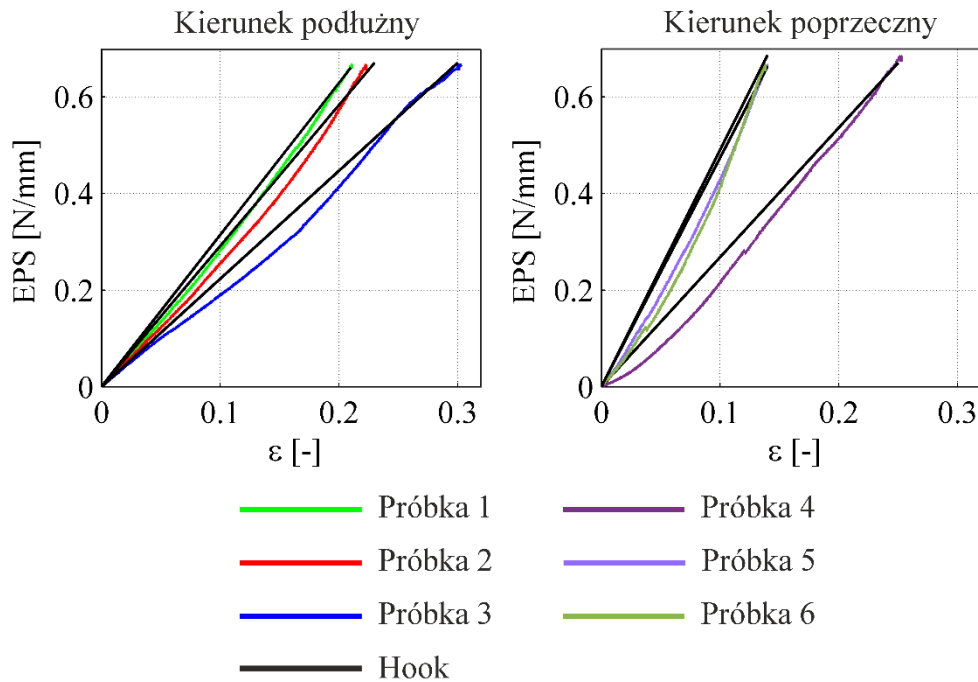 Kierunek podłużny
EPS [N/mm]
0.6
0.4
0.2
0
0 0.1 0.2 0.3
ε [-]
Kierunek poprzeczny
EPS [N/mm]
0.6
0.4
0.2
0
0 0.1 0.2 0.3
ε [-]
Próbka 1
Próbka 2
Próbka 3
Hook
Próbka 4
Próbka 5
Próbka 6